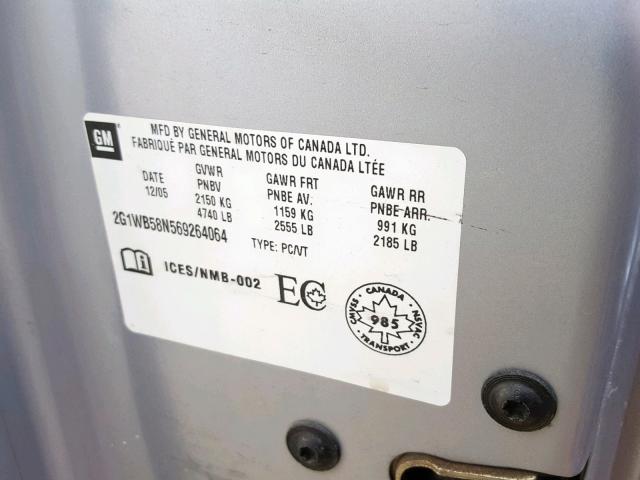 GM
MFD BY GENERAL MOTORS OF CANADA LTD.
FABRIQUÉ PAR GENERAL MOTORS DU CANADA LTÉE
DATE GVWR GAWR FRT GAWR RR
12/05 PNBV PNBE AV. PNBE ARR.
2150 KG 1159 KG 991 KG
4740 LB 2555 LB 2185 LB
2G1WB58N569264064 TYPE: PC/VT
i ICES/NMB-002 EC
CANADA
CMVSS 985 NSVAC
TRANSPORT